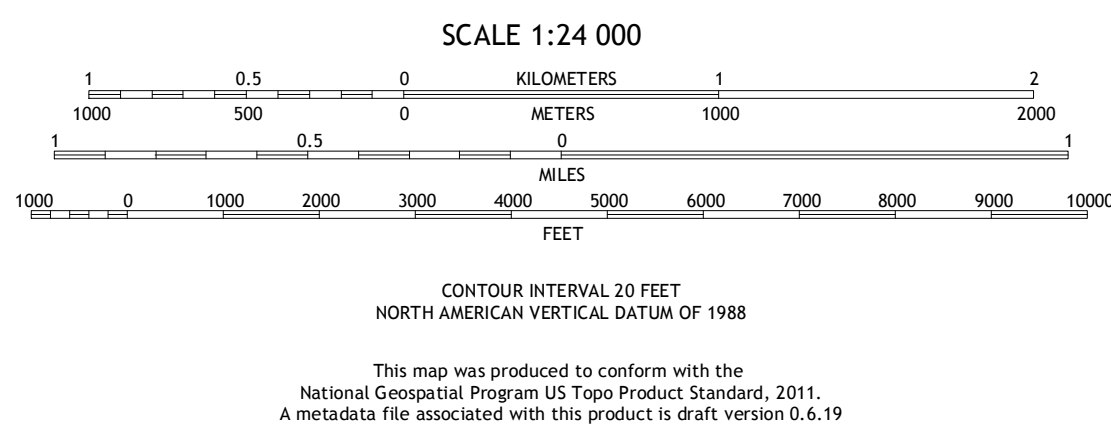 SCALE 1:24 000
1 0.5 0 KILOMETERS 1 2
1000 500 0 METERS 1000 2000
1 0.5 0 1
MILES
1000 0 1000 2000 3000 4000 5000 6000 7000 8000 9000 10000
FEET
CONTOUR INTERVAL 20 FEET
NORTH AMERICAN VERTICAL DATUM OF 1988
This map was produced to conform with the
National Geospatial Program US Topo Product Standard, 2011.
A metadata file associated with this product is draft version 0.6.19